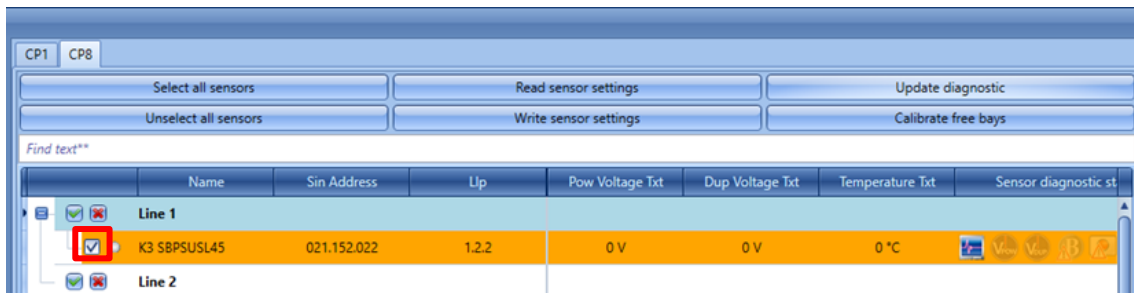 CP1 CP8
Select all sensors Read sensor settings Update diagnostic
Unselect all sensors Write sensor settings Calibrate free bays
Find text**
Name Sin Address Llp Pow Voltage Txt Dup Voltage Txt Temperature Txt Sensor diagnostic st
Line 1
K3 SBPSUSL45 021.152.022 1.2.2 0 V 0 V 0 °C
Line 2